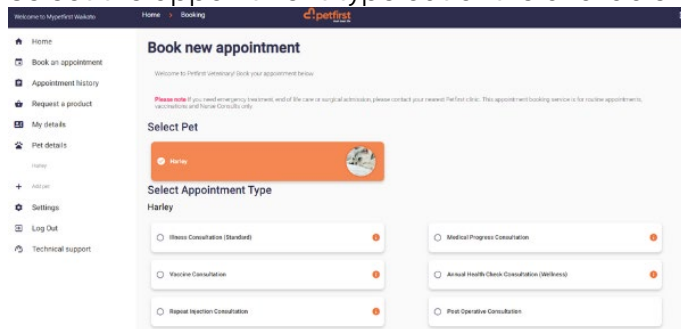 Welcome to Mypetfirst Waikato
Home > Booking
petfirst
Home
Book an appointment
Appointment history
Request a product
My details
Pet details
Harley
Add pet
Settings
Log Out
Technical support
Book new appointment
Welcome to Petfirst Veterinary! Book your appointment below
Please note if you need emergency treatment, end of life care or surgical admission, please contact your nearest Petfirst clinic. This appointment booking service is for routine appointments,
vaccinations and Nurse Consults only
Select Pet
Harley
Select Appointment Type
Harley
Illness Consultation (Standard)
Medical Progress Consultation
Vaccine Consultation
Annual Health Check Consultation (Wellness)
Repeat Injection Consultation
Post Operative Consultation